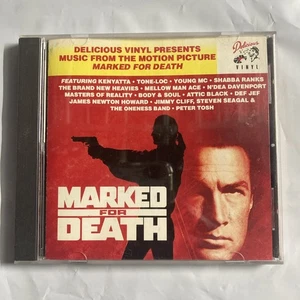 DELICIOUS VINYL PRESENTS
MUSIC FROM THE MOTION PICTURE
MARKED FOR DEATH
Delicious
VINYL
FEATURING KENYATTA • TONE-LOC • YOUNG MC • SHABBA RANKS
THE BRAND NEW HEAVIES • MELLOW MAN ACE • N'DEA DAVENPORT
MASTERS OF REALITY • BODY & SOUL • ATTIC BLACK • DEF JEF
JAMES NEWTON HOWARD • JIMMY CLIFF, STEVEN SEAGAL &
THE ONENESS BAND • PETER TOSH
MARKED
FOR
DEATH